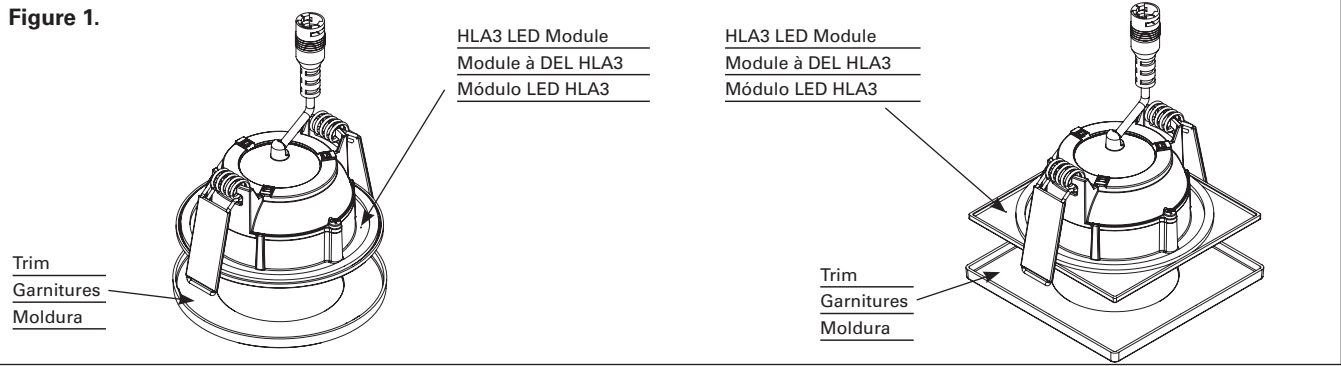 Figure 1.
HLA3 LED Module
Module à DEL HLA3
Módulo LED HLA3
Trim
Garnitures
Moldura
HLA3 LED Module
Module à DEL HLA3
Módulo LED HLA3
Trim
Garnitures
Moldura